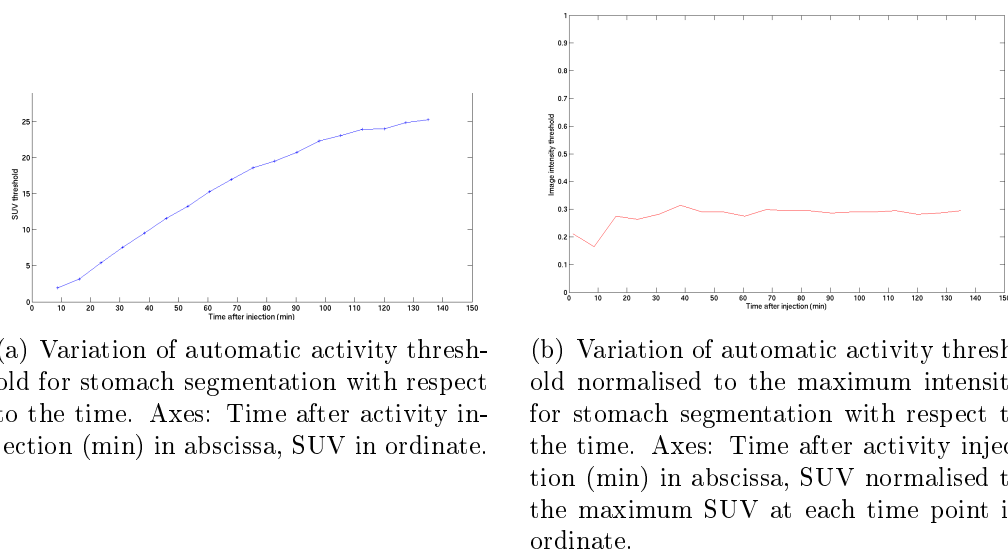 25
20
15
10
5
0
SUV threshold
0 10 20 30 40 50 60 70 80 90 100 110 120 130 140 150
Time after injection (min)
(a) Variation of automatic activity thresh-
old for stomach segmentation with respect
to the time. Axes: Time after activity in-
jection (min) in abscissa, SUV in ordinate.
1
0.9
0.8
0.7
0.6
0.5
0.4
0.3
0.2
0.1
0
Image intensity threshold
0 10 20 30 40 50 60 70 80 90 100 110 120 130 140 150
Time after injection (min)
(b) Variation of automatic activity thresh
old normalised to the maximum intensit
for stomach segmentation with respect t
the time. Axes: Time after activity injec
tion (min) in abscissa, SUV normalised t
the maximum SUV at each time point i
ordinate.